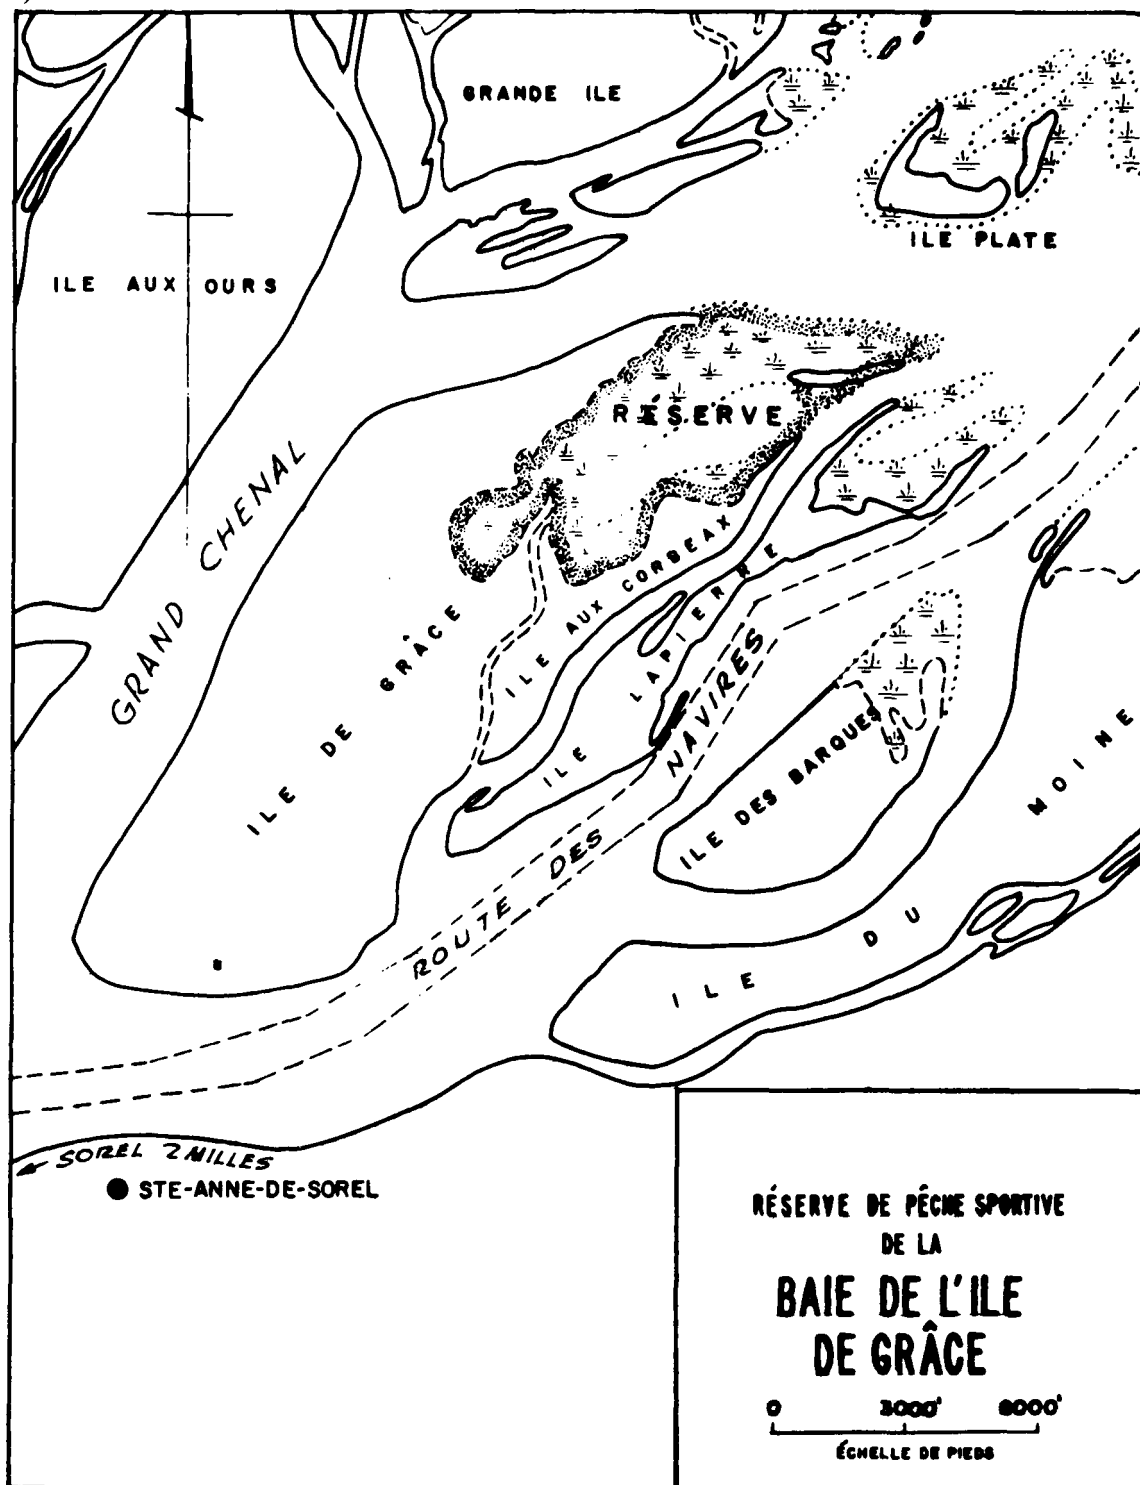 GRANDE ILE
ILE PLATE
ILE AUX OURS
RÉSERVE
GRAND CHENAL
ILE AUX CORBEAUX
ILE DE GRÂCE
ILE LAPIERRE
ROUTE DES NAVIRES
ILE DES BARQUES
ILE DU MOINE
SOREL 2 MILLES
STE-ANNE-DE-SOREL
RÉSERVE DE PÊCHE SPORTIVE
DE LA
BAIE DE L'ILE
DE GRÂCE
0 3000' 6000'
ÉCHELLE DE PIEDS